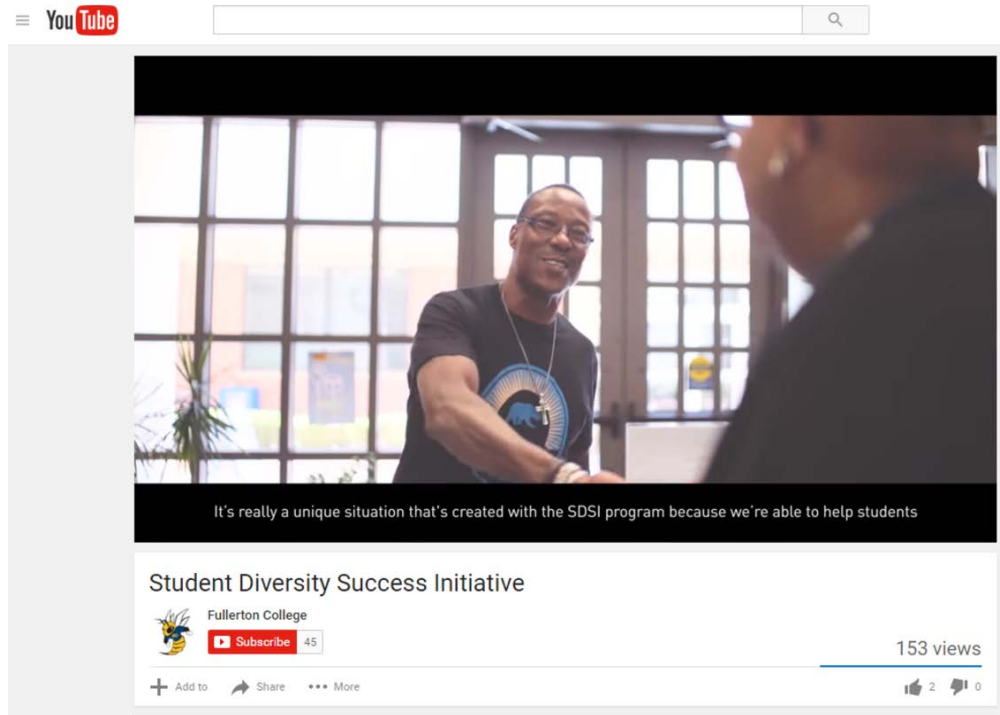 YouTube
It's really a unique situation that's created with the SDSI program because we're able to help students
Student Diversity Success Initiative
Fullerton College
Subscribe 45
153 views
Add to Share More 2 0